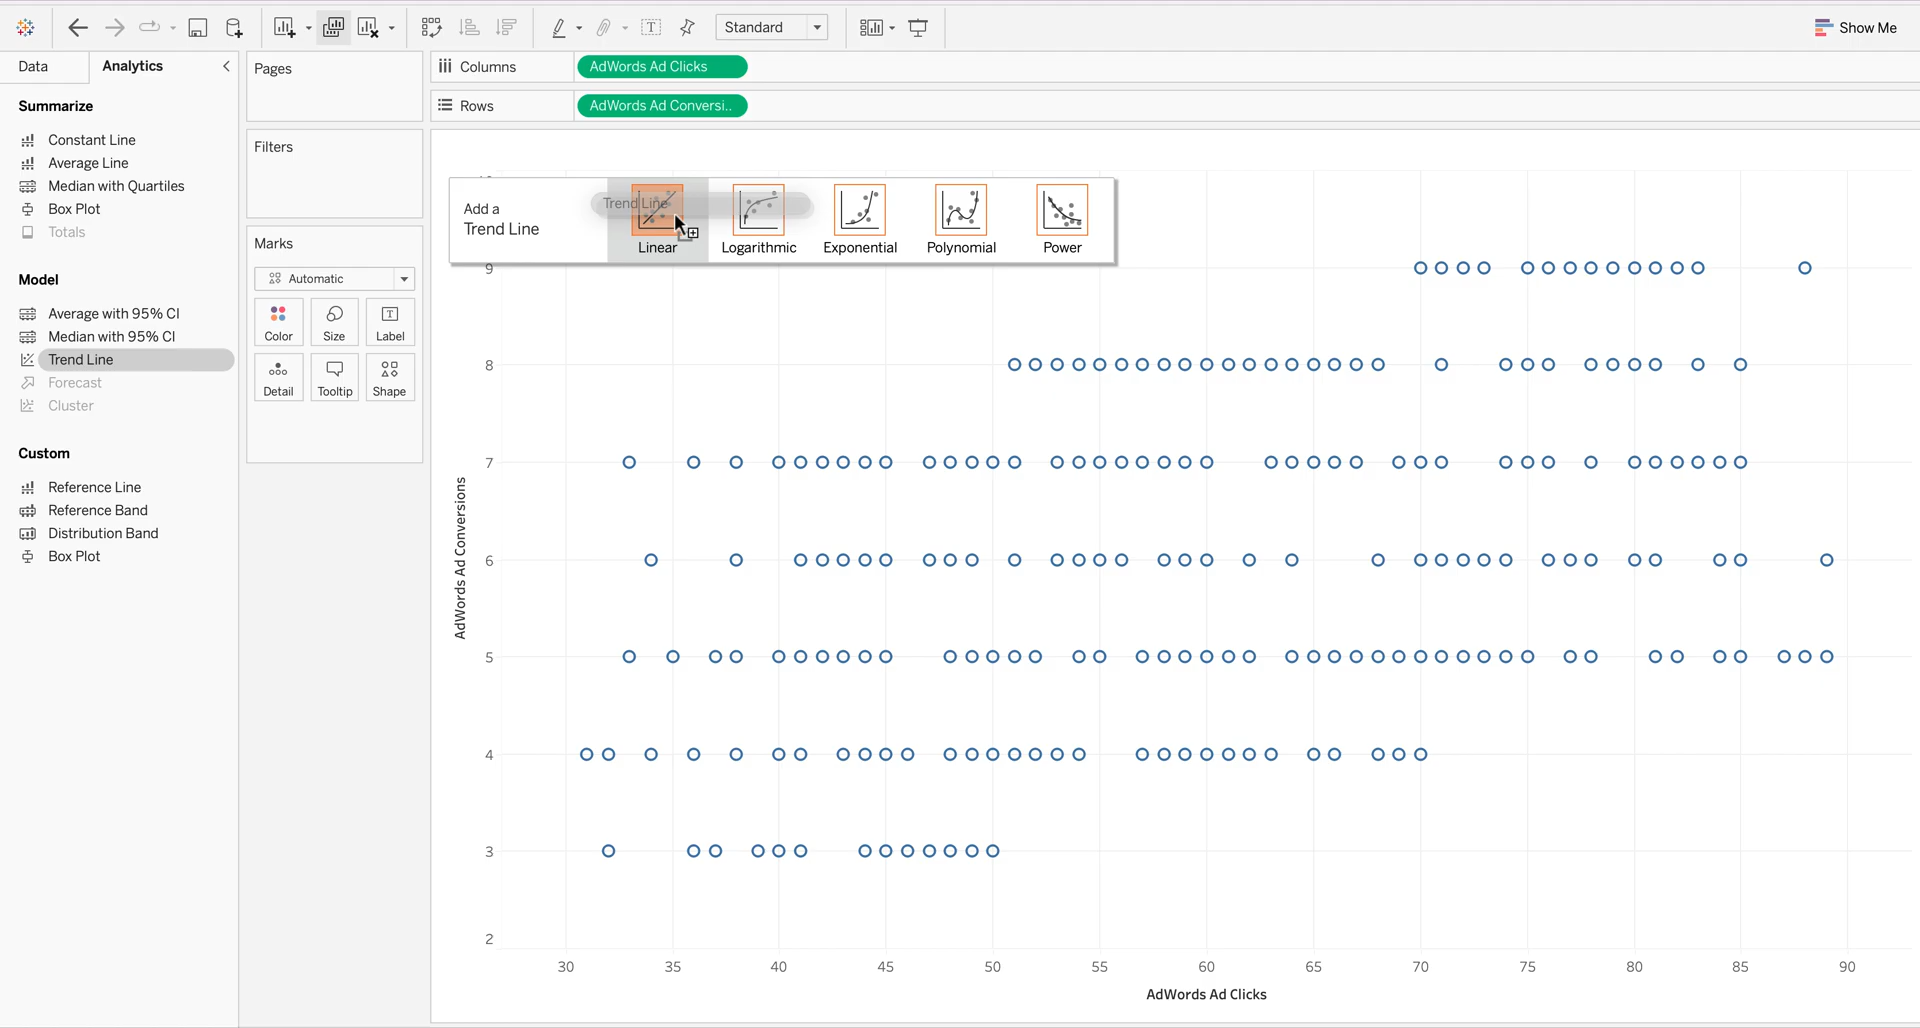 Standard
Show Me
Data
Analytics
Summarize
Constant Line
Average Line
Median with Quartiles
Box Plot
Totals
Model
Average with 95% CI
Median with 95% CI
Trend Line
Forecast
Cluster
Custom
Reference Line
Reference Band
Distribution Band
Box Plot
Pages
Filters
Marks
Automatic
Color
Size
Label
Detail
Tooltip
Shape
Columns
AdWords Ad Clicks
Rows
AdWords Ad Conversi..
Add a
Trend Line
Trend Line
Linear
Logarithmic
Exponential
Polynomial
Power
AdWords Ad Conversions
9
8
7
6
5
4
3
2
30 35 40 45 50 55 60 65 70 75 80 85 90
AdWords Ad Clicks